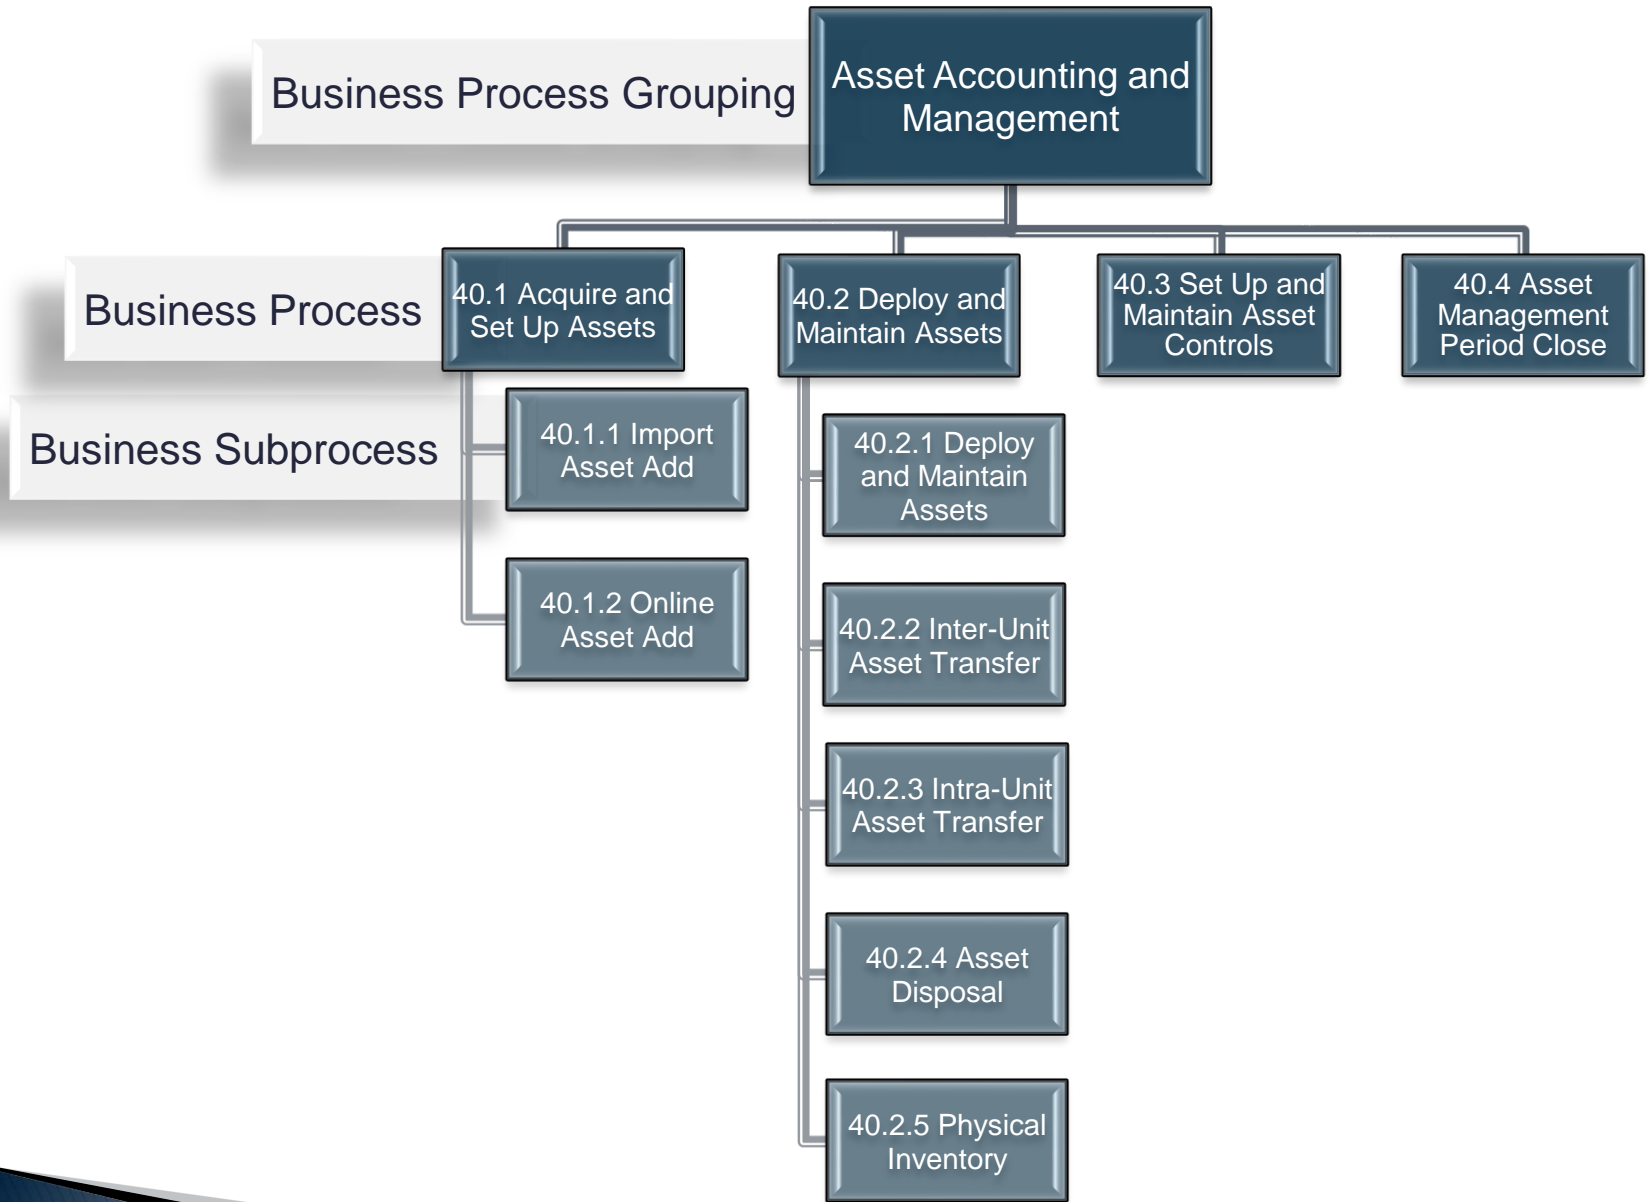 Business Process Grouping
Asset Accounting and
Management
Business Process
40.1 Acquire and
Set Up Assets
40.2 Deploy and
Maintain Assets
40.3 Set Up and
Maintain Asset
Controls
40.4 Asset
Management
Period Close
Business Subprocess
40.1.1 Import
Asset Add
40.1.2 Online
Asset Add
40.2.1 Deploy
and Maintain
Assets
40.2.2 Inter-Unit
Asset Transfer
40.2.3 Intra-Unit
Asset Transfer
40.2.4 Asset
Disposal
40.2.5 Physical
Inventory